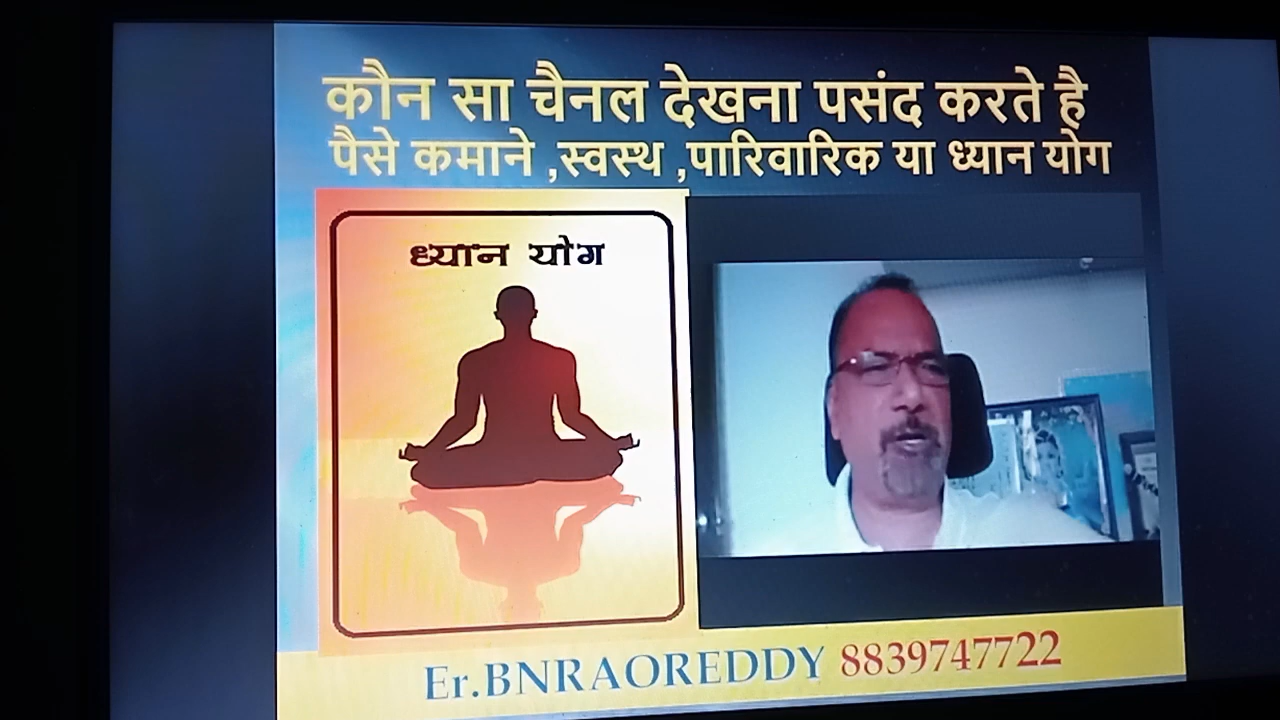 कौन सा चैनल देखना पसंद करते है
पैसे कमाने ,स्वस्थ ,पारिवारिक या ध्यान योग
ध्यान योग
Er.BNRAOREDDY 8839747722